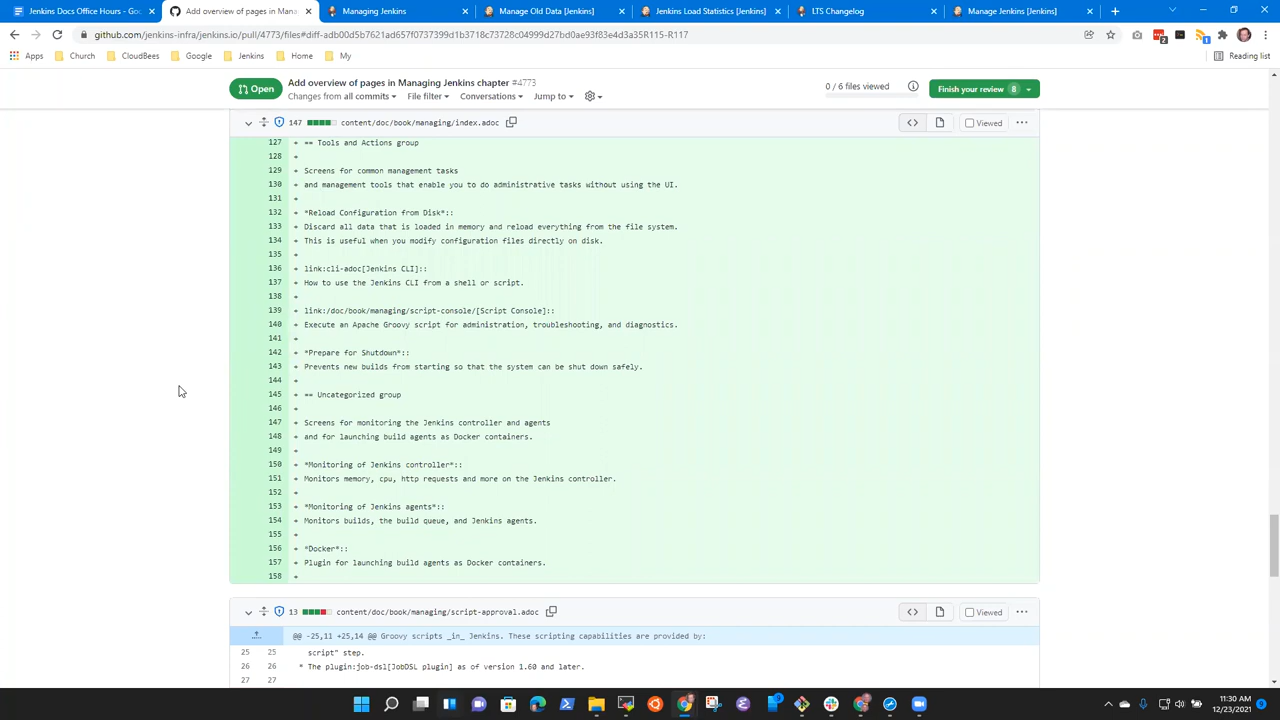 Jenkins Docs Office Hours - Goo
Add overview of pages in Mana
Managing Jenkins
Manage Old Data [Jenkins]
Jenkins Load Statistics [Jenkins]
LTS Changelog
Manage Jenkins [Jenkins]
github.com/jenkins-infra/jenkins.io/pull/4773/files#diff-adb00d5b7621ad657f0737399d1b3718c73728c04999d27bd0ae93f83e4d3a35R115-R117
Apps
Church
CloudBees
Google
Jenkins
Home
My
Reading list
Open
Add overview of pages in Managing Jenkins chapter #4773
Changes from all commits
File filter
Conversations
Jump to
0 / 6 files viewed
Finish your review 8
147 content/doc/book/managing/index.adoc
Viewed
127 + == Tools and Actions group
128 +
129 + Screens for common management tasks
130 + and management tools that enable you to do administrative tasks without using the UI.
131 +
132 + *Reload Configuration from Disk*::
133 + Discard all data that is loaded in memory and reload everything from the file system.
134 + This is useful when you modify configuration files directly on disk.
135 +
136 + link:cli-adoc[Jenkins CLI]::
137 + How to use the Jenkins CLI from a shell or script.
138 +
139 + link:/doc/book/managing/script-console/[Script Console]::
140 + Execute an Apache Groovy script for administration, troubleshooting, and diagnostics.
141 +
142 + *Prepare for Shutdown*::
143 + Prevents new builds from starting so that the system can be shut down safely.
144 +
145 + == Uncategorized group
146 +
147 + Screens for monitoring the Jenkins controller and agents
148 + and for launching build agents as Docker containers.
149 +
150 + *Monitoring of Jenkins controller*::
151 + Monitors memory, cpu, http requests and more on the Jenkins controller.
152 +
153 + *Monitoring of Jenkins agents*::
154 + Monitors builds, the build queue, and Jenkins agents.
155 +
156 + *Docker*::
157 + Plugin for launching build agents as Docker containers.
158 +
13 content/doc/book/managing/script-approval.adoc
Viewed
@@ -25,11 +25,14 @@ Groovy scripts _in_ Jenkins. These scripting capabilities are provided by:
25 25 script" step.
26 26 * The plugin:job-dsl[JobDSL plugin] as of version 1.60 and later.
27 27
11:30 AM
12/23/2021